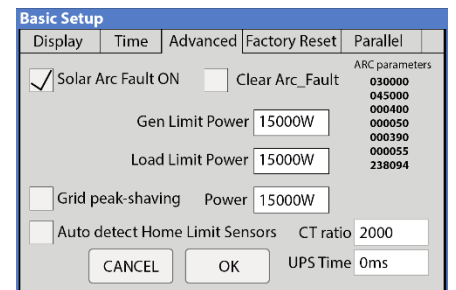 Basic Setup
Display Time Advanced Factory Reset Parallel
Solar Arc Fault ON Clear Arc_Fault
ARC parameters
030000
045000
000400
000050
000390
000055
238094
Gen Limit Power 15000W
Load Limit Power 15000W
Grid peak-shaving Power 15000W
Auto detect Home Limit Sensors CT ratio 2000
CANCEL OK UPS Time 0ms